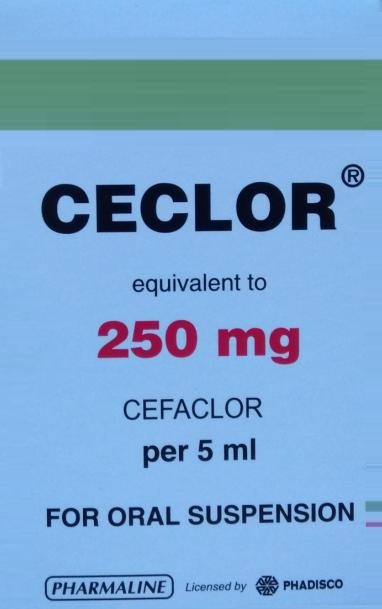 CECLOR®
equivalent to
250 mg
CEFACLOR
per 5 ml
FOR ORAL SUSPENSION
PHARMALINE Licensed by PHADISCO